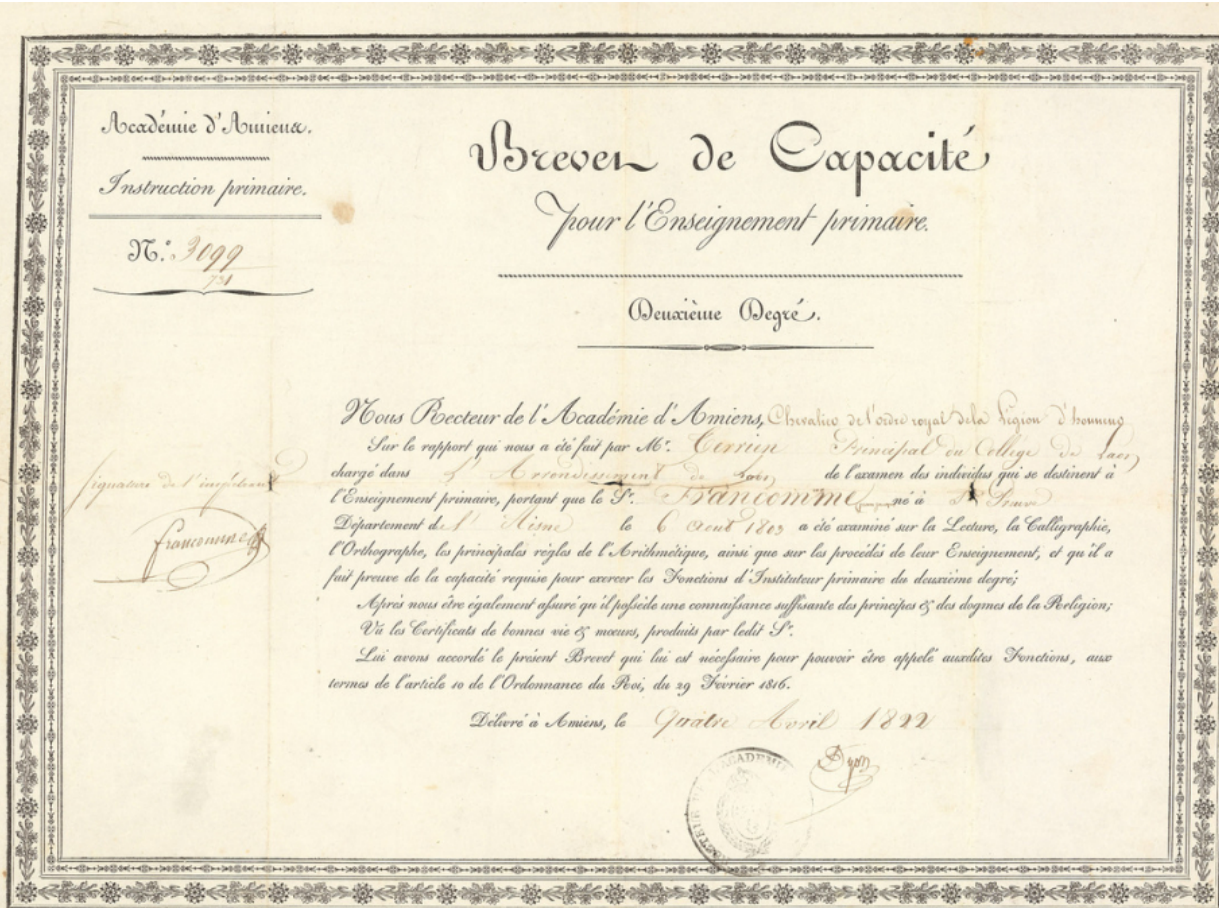 Académie d'Amiens.
Instruction primaire.
N.° 3099
731
Brevet de Capacité
pour l'Enseignement primaire.
Deuxième Degré.
Nous Recteur de l'Académie d'Amiens, Chevalier de l'ordre royal de la Légion d'honneur
Sur le rapport qui nous a été fait par Mr. Terrien Principal du College de Laon
chargé dans l'Arrondissement de Laon de l'examen des individus qui se destinent à
l'Enseignement primaire, portant que le Sr. Francomme né à
Département de l'Aisne le 6 Aout 1803 a été examiné sur la Lecture, la Calligraphie,
l'Orthographe, les principales règles de l'Arithmétique, ainsi que sur les procédés de leur Enseignement, et qu'il a
fait preuve de la capacité requise pour exercer les Fonctions d'Instituteur primaire du deuxième degré;
Après nous être également assuré qu'il possède une connaissance suffisante des principes & des dogmes de la Religion;
Vu les Certificats de bonnes vie & mœurs, produits par ledit Sr.
Lui avons accordé le présent Brevet qui lui est nécessaire pour pouvoir être appelé auxdites Fonctions, aux
termes de l'article 10 de l'Ordonnance du Roi, du 29 Février 1816.
Délivré à Amiens, le Quatre Avril 1822
Signature de l'impétrant
francomme
L'ACADÉMIE